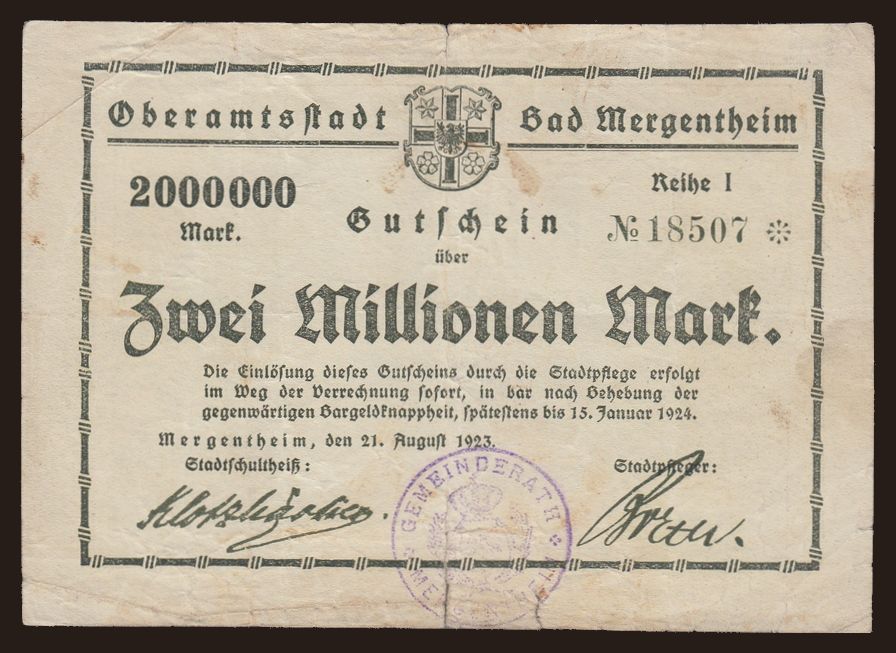 Oberamtsstadt Bad Mergentheim
2000000
Mark.
Reihe I
№ 18507
Gutschein
über
Zwei Millionen Mark.
Die Einlösung dieses Gutscheins durch die Stadtpflege erfolgt
im Weg der Verrechnung sofort, in bar nach Behebung der
gegenwärtigen Bargeldknappheit, spätestens bis 15. Januar 1924.
Mergentheim, den 21. August 1923.
Stadtschultheiß: Stadtpfleger:
GEMEINDERATH